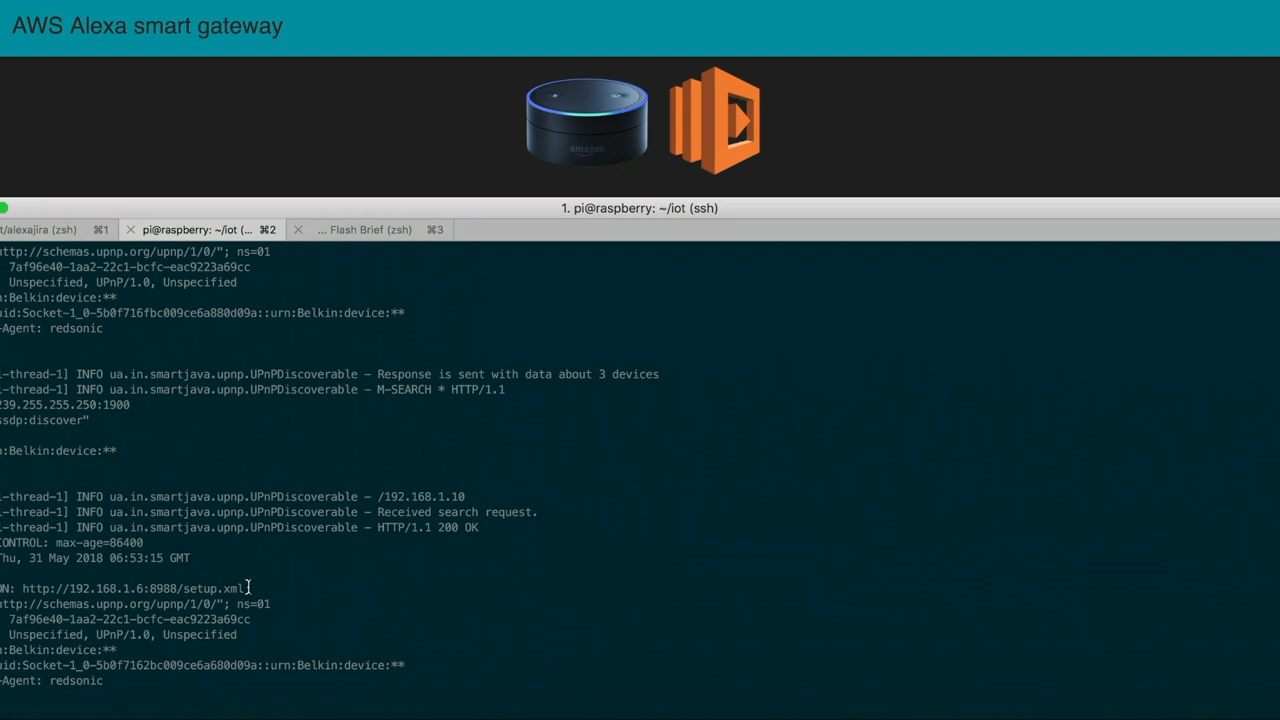 AWS Alexa smart gateway
amazon
1. pi@raspberry: ~/iot (ssh)
t/alexajira (zsh) ⌘1 × pi@raspberry: ~/iot (... ⌘2 × ... Flash Brief (zsh) ⌘3
http://schemas.upnp.org/upnp/1/0/"; ns=01
7af96e40-1aa2-22c1-bcfc-eac9223a69cc
Unspecified, UPnP/1.0, Unspecified
n:Belkin:device:**
uid:Socket-1_0-5b0f716fbc009ce6a880d09a::urn:Belkin:device:**
-Agent: redsonic
l-thread-1] INFO ua.in.smartjava.upnp.UPnPDiscoverable - Response is sent with data about 3 devices
l-thread-1] INFO ua.in.smartjava.upnp.UPnPDiscoverable - M-SEARCH * HTTP/1.1
239.255.255.250:1900
ssdp:discover"
n:Belkin:device:**
l-thread-1] INFO ua.in.smartjava.upnp.UPnPDiscoverable - /192.168.1.10
l-thread-1] INFO ua.in.smartjava.upnp.UPnPDiscoverable - Received search request.
l-thread-1] INFO ua.in.smartjava.upnp.UPnPDiscoverable - HTTP/1.1 200 OK
CONTROL: max-age=86400
Thu, 31 May 2018 06:53:15 GMT
ON: http://192.168.1.6:8988/setup.xml
http://schemas.upnp.org/upnp/1/0/"; ns=01
7af96e40-1aa2-22c1-bcfc-eac9223a69cc
Unspecified, UPnP/1.0, Unspecified
n:Belkin:device:**
uid:Socket-1_0-5b0f7162bc009ce6a680d09a::urn:Belkin:device:**
-Agent: redsonic